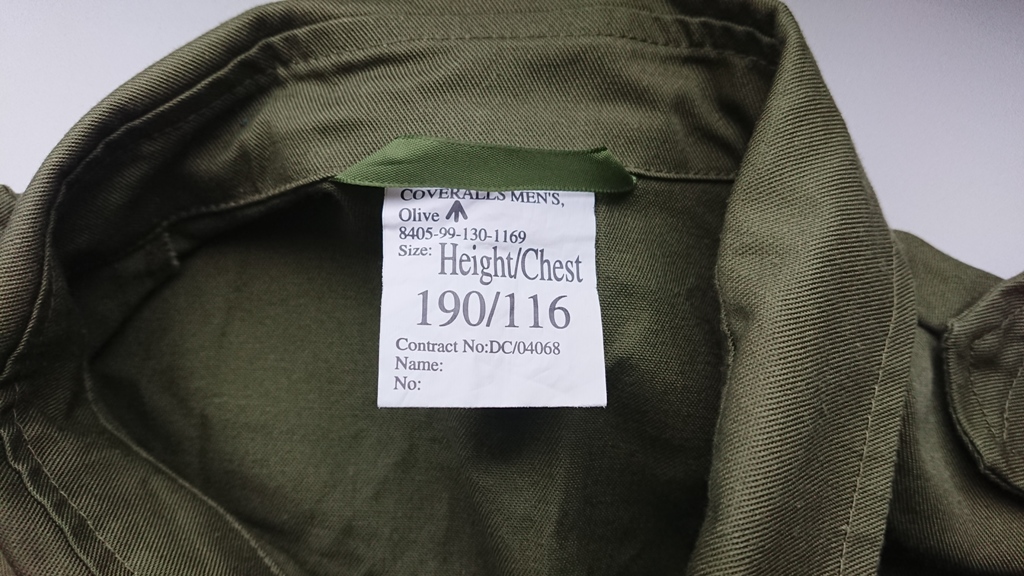 COVERALLS MEN'S,
Olive
8405-99-130-1169
Size: Height/Chest
190/116
Contract No:DC/04068
Name:
No: